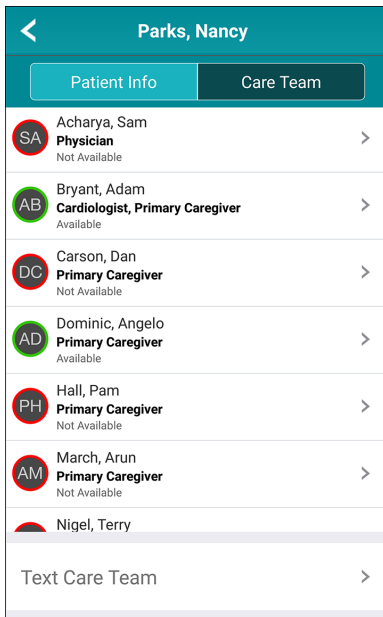 Parks, Nancy
Patient Info
Care Team
SA
Acharya, Sam
Physician
Not Available
AB
Bryant, Adam
Cardiologist, Primary Caregiver
Available
DC
Carson, Dan
Primary Caregiver
Not Available
AD
Dominic, Angelo
Primary Caregiver
Available
PH
Hall, Pam
Primary Caregiver
Not Available
AM
March, Arun
Primary Caregiver
Not Available
Nigel, Terry
Text Care Team